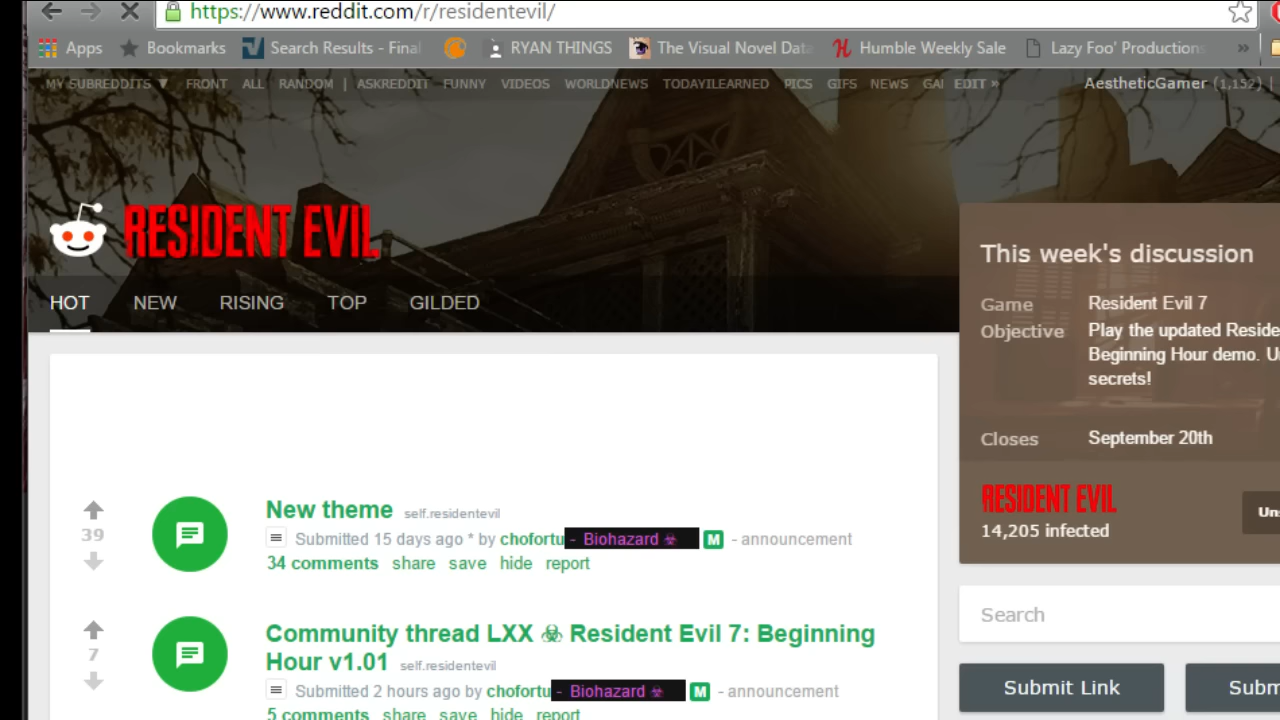 https://www.reddit.com/r/residentevil/
Apps Bookmarks Search Results - Final RYAN THINGS The Visual Novel Data Humble Weekly Sale Lazy Foo' Productions »
MY SUBREDDITS ▼ FRONT ALL RANDOM | ASKREDDIT FUNNY VIDEOS WORLDNEWS TODAYILEARNED PICS GIFS NEWS GAI EDIT » AestheticGamer (1,152) |
RESIDENT EVIL
HOT NEW RISING TOP GILDED
This week's discussion
Game Resident Evil 7
Objective Play the updated Reside
Beginning Hour demo. U
secrets!
Closes September 20th
RESIDENT EVIL
14,205 infected
Uns
Search
Submit Link Subm
39
New theme self.residentevil
Submitted 15 days ago * by chofortu - Biohazard ☣ M - announcement
34 comments share save hide report
7
Community thread LXX ☣ Resident Evil 7: Beginning
Hour v1.01 self.residentevil
Submitted 2 hours ago by chofortu - Biohazard ☣ M - announcement
5 comments share save hide report